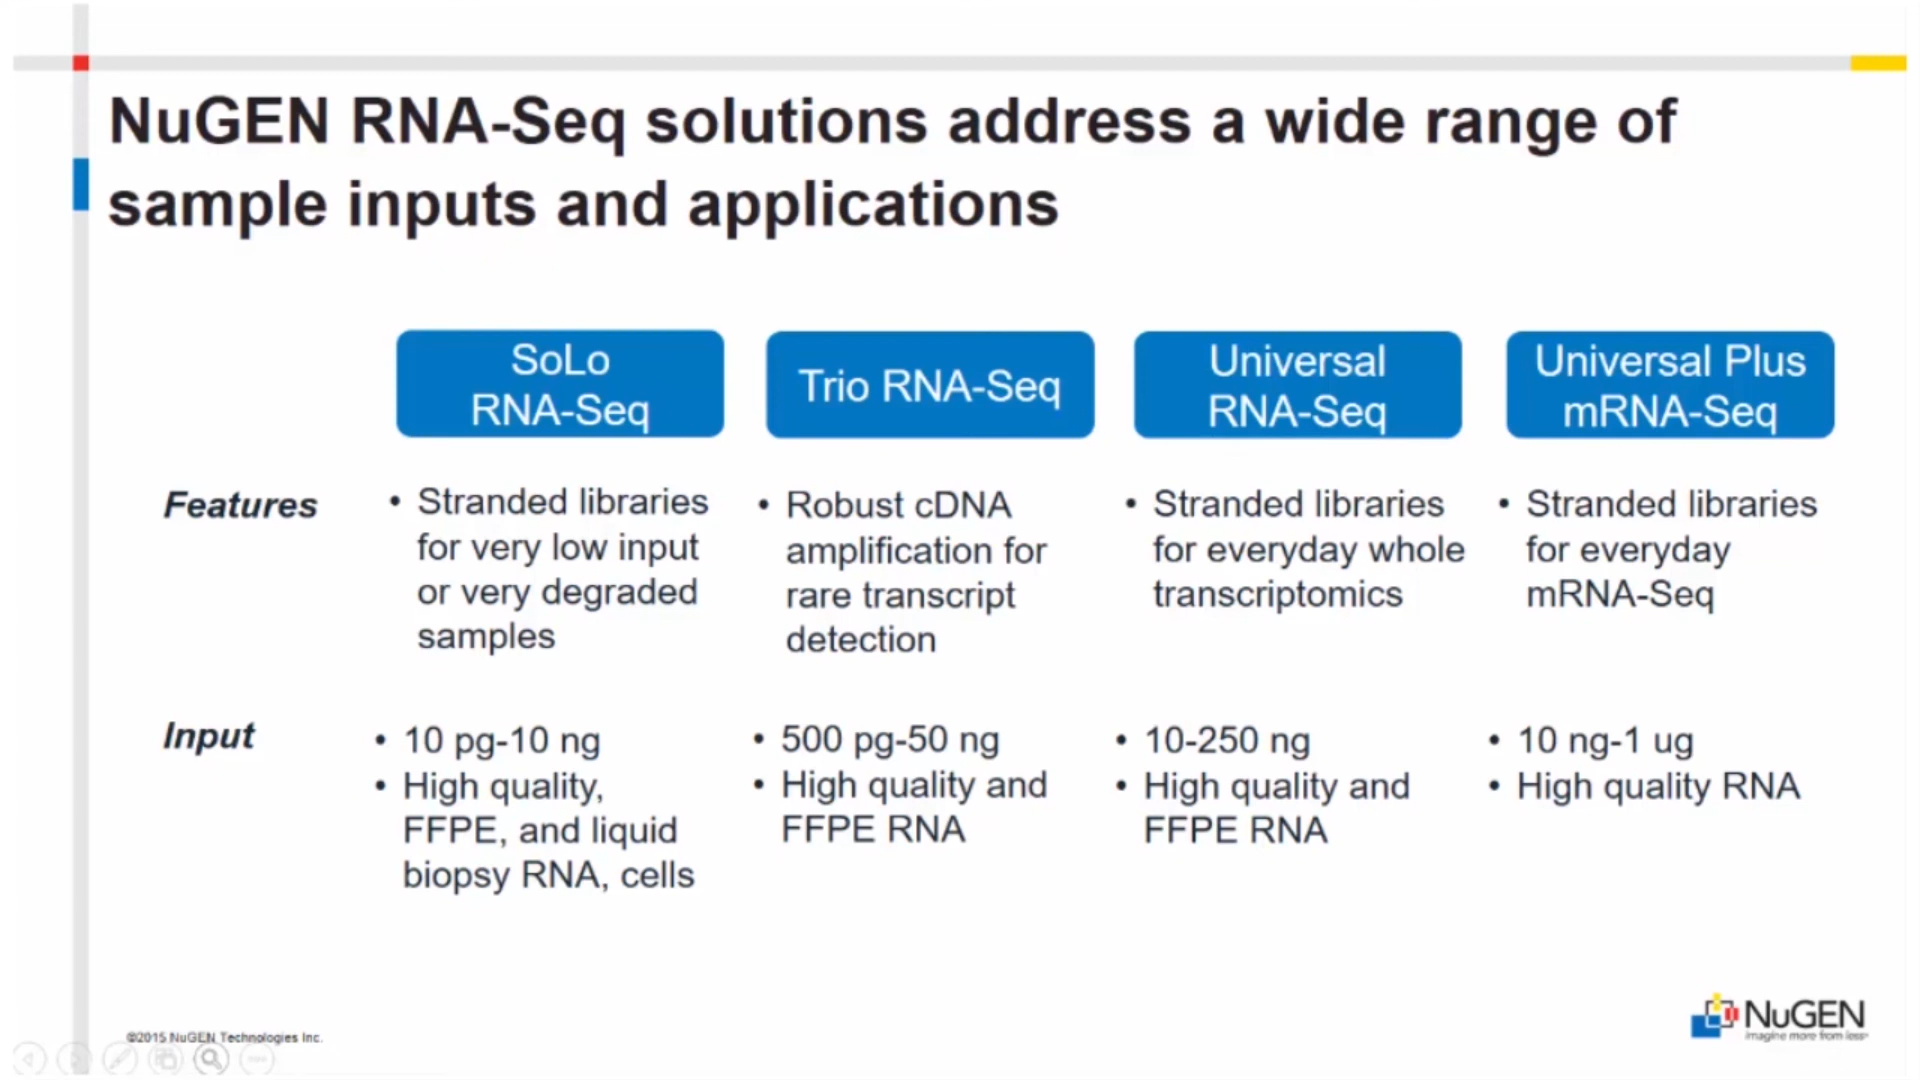 NuGEN RNA-Seq solutions address a wide range of
sample inputs and applications
SoLo
RNA-Seq
Trio RNA-Seq
Universal
RNA-Seq
Universal Plus
mRNA-Seq
Features
• Stranded libraries
for very low input
or very degraded
samples
• Robust cDNA
amplification for
rare transcript
detection
• Stranded libraries
for everyday whole
transcriptomics
• Stranded libraries
for everyday
mRNA-Seq
Input
• 10 pg-10 ng
• High quality,
FFPE, and liquid
biopsy RNA, cells
• 500 pg-50 ng
• High quality and
FFPE RNA
• 10-250 ng
• High quality and
FFPE RNA
• 10 ng-1 ug
• High quality RNA
©2015 NuGEN Technologies Inc.
NuGEN
imagine more from less